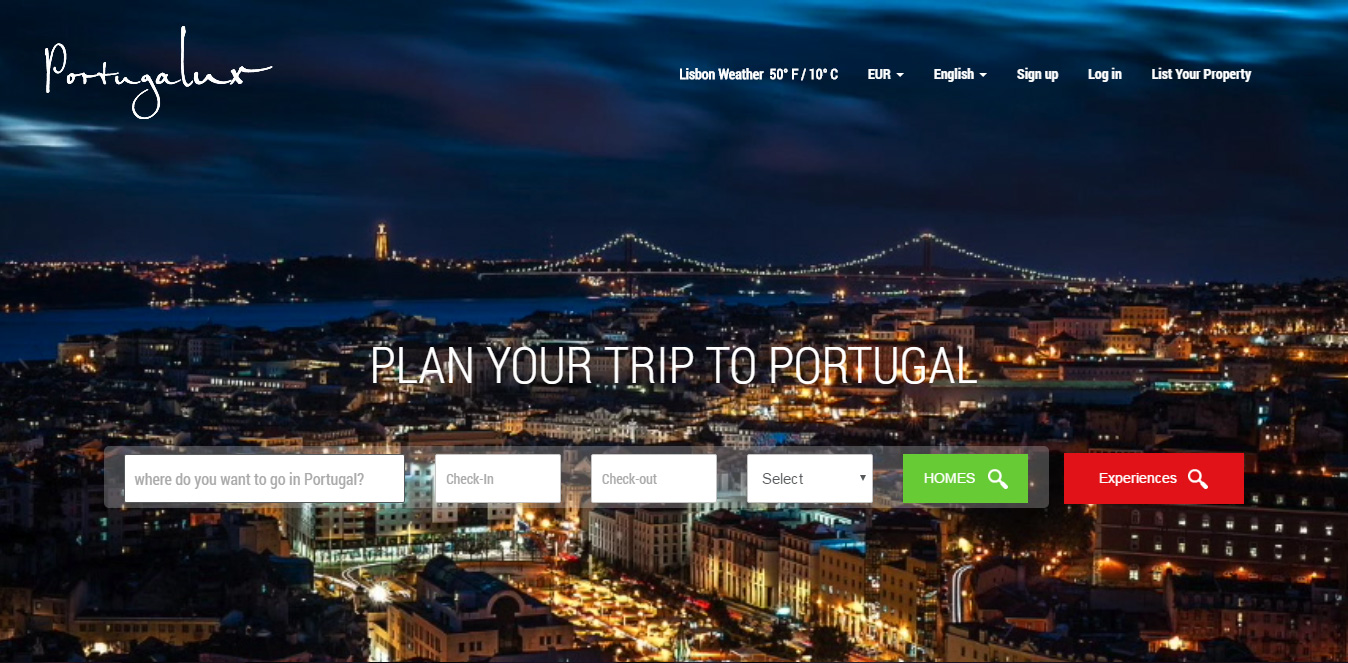 Portugalux
Lisbon Weather 50° F / 10° C EUR English Sign up Log in List Your Property
PLAN YOUR TRIP TO PORTUGAL
where do you want to go in Portugal? Check-In Check-out Select HOMES Experiences